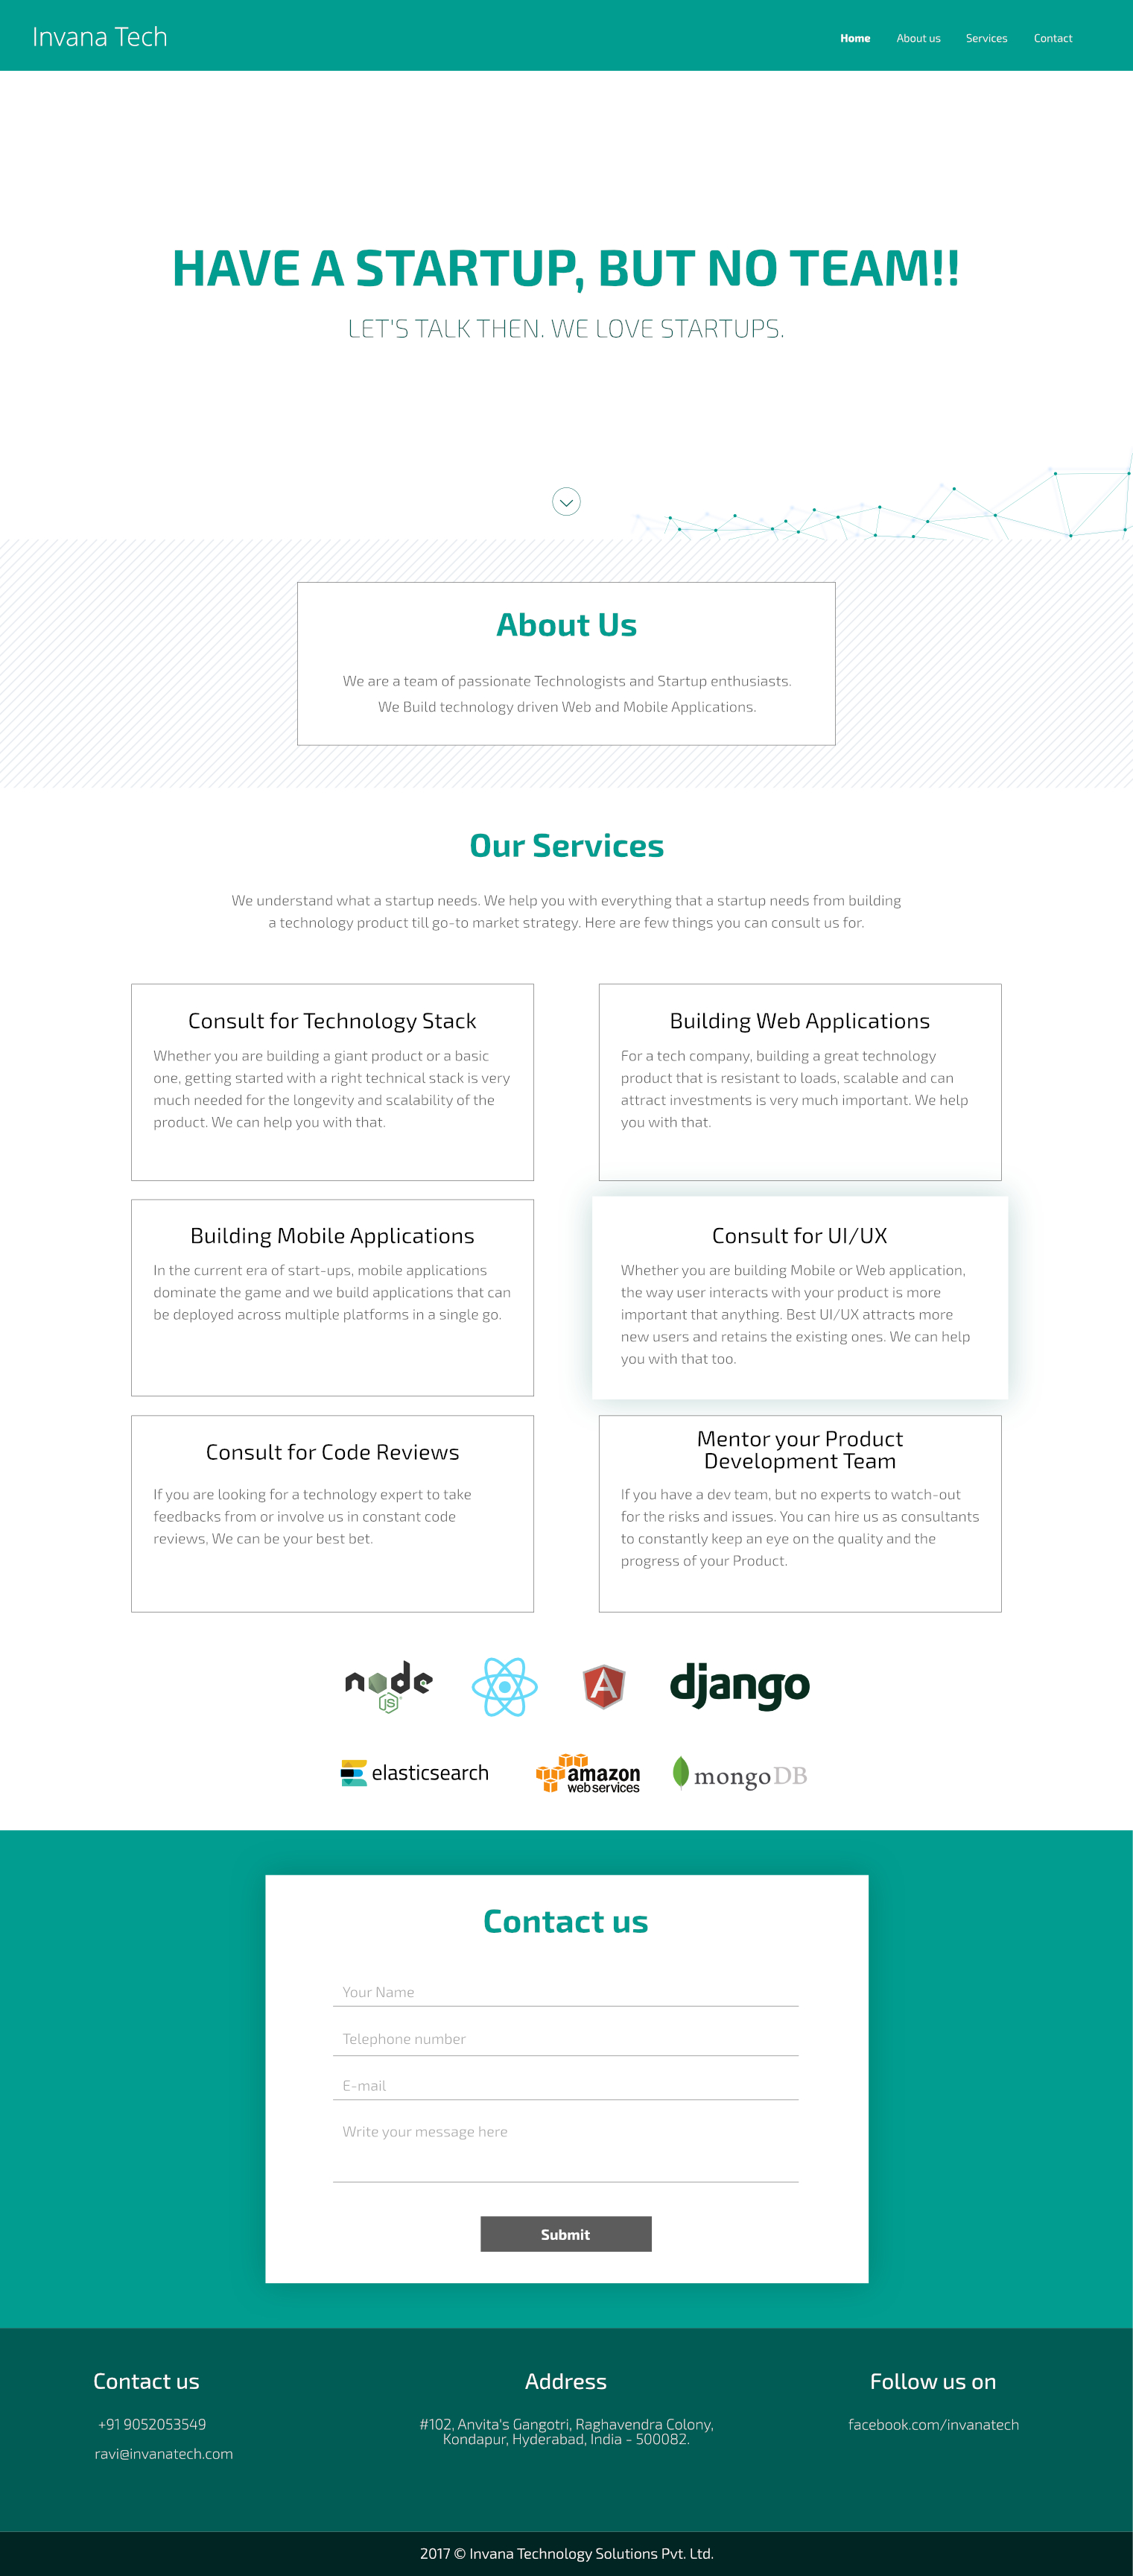 Invana Tech
Home About us Services Contact
HAVE A STARTUP, BUT NO TEAM!!
LET'S TALK THEN. WE LOVE STARTUPS.
About Us
We are a team of passionate Technologists and Startup enthusiasts.
We Build technology driven Web and Mobile Applications.
Our Services
We understand what a startup needs. We help you with everything that a startup needs from building
a technology product till go-to market strategy. Here are few things you can consult us for.
Consult for Technology Stack
Whether you are building a giant product or a basic
one, getting started with a right technical stack is very
much needed for the longevity and scalability of the
product. We can help you with that.
Building Web Applications
For a tech company, building a great technology
product that is resistant to loads, scalable and can
attract investments is very much important. We help
you with that.
Building Mobile Applications
In the current era of start-ups, mobile applications
dominate the game and we build applications that can
be deployed across multiple platforms in a single go.
Consult for UI/UX
Whether you are building Mobile or Web application,
the way user interacts with your product is more
important that anything. Best UI/UX attracts more
new users and retains the existing ones. We can help
you with that too.
Consult for Code Reviews
If you are looking for a technology expert to take
feedbacks from or involve us in constant code
reviews, We can be your best bet.
Mentor your Product
Development Team
If you have a dev team, but no experts to watch-out
for the risks and issues. You can hire us as consultants
to constantly keep an eye on the quality and the
progress of your Product.
node
JS
A
django
elasticsearch
amazon
web services
mongoDB
Contact us
Your Name
Telephone number
E-mail
Write your message here
Submit
Contact us
+91 9052053549
ravi@invanatech.com
Address
#102, Anvita's Gangotri, Raghavendra Colony,
Kondapur, Hyderabad, India - 500082.
Follow us on
facebook.com/invanatech
2017 © Invana Technology Solutions Pvt. Ltd.